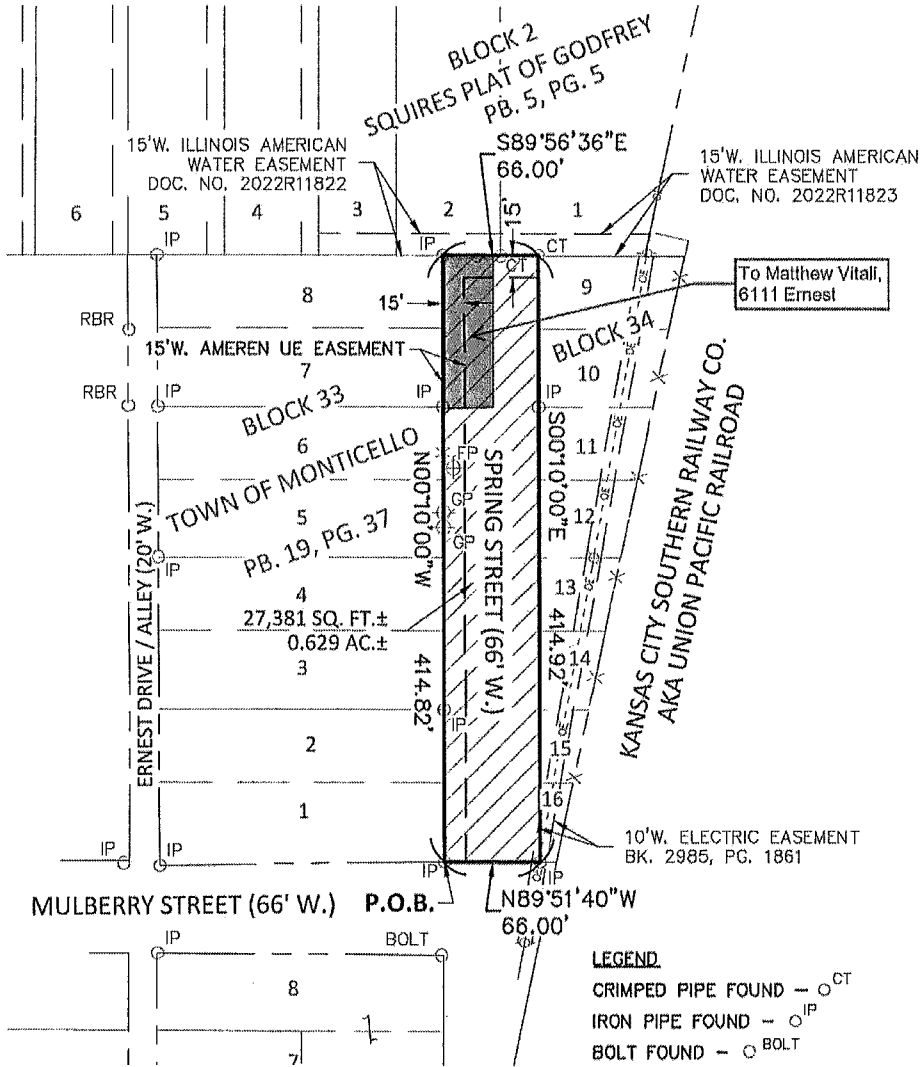 BLOCK 2
SQUIRES PLAT OF GODFREY
PB. 5, PG. 5
15'W. ILLINOIS AMERICAN
WATER EASEMENT
DOC. NO. 2022R11822
S89°56'36"E
66.00'
15'W. ILLINOIS AMERICAN
WATER EASEMENT
DOC. NO. 2022R11823
6
5
4
3
2
1
15'
IP
IP
CT
CT
8
9
To Matthew Vitali,
6111 Ernest
15'
RBR
15'W. AMEREN UE EASEMENT
BLOCK 34
7
10
RBR
IP
IP
IP
BLOCK 33
TOWN OF MONTICELLO
PB. 19, PG. 37
6
5
4
3
2
1
FP
GP
GP
IP
IP
N00°10'00"W
414.82'
SPRING STREET (66' W.)
S00°10'00"E
414.92'
27,381 SQ. FT.±
0.629 AC.±
11
12
13
14
15
16
OE
OE
OE
OE
OE
OE
KANSAS CITY SOUTHERN RAILWAY CO.
AKA UNION PACIFIC RAILROAD
ERNEST DRIVE / ALLEY (20' W.)
10'W. ELECTRIC EASEMENT
BK. 2985, PG. 1861
IP
IP
IP
IP
MULBERRY STREET (66' W.)
P.O.B.
N89°51'40"W
66.00'
IP
BOLT
8
7
LEGEND
CRIMPED PIPE FOUND – CT
IRON PIPE FOUND – IP
BOLT FOUND – BOLT